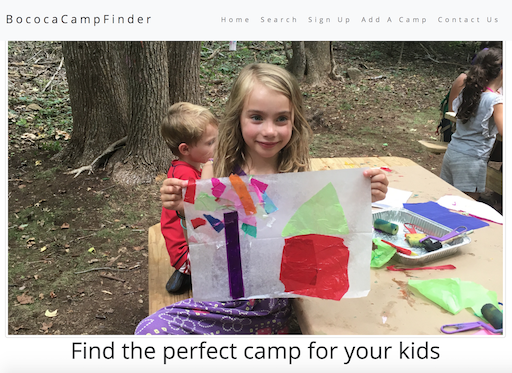 BococaCampFinder
Home Search Sign Up Add A Camp Contact Us
Find the perfect camp for your kids